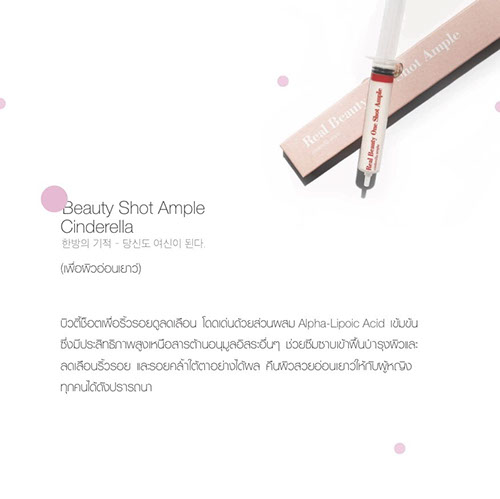 Real Beauty One Shot Ample
Real Beauty One Shot Ample
Beauty Shot Ample
Cinderella
한방의 기적 - 당신도 여신이 된다.
(เพื่อผิวอ่อนเยาว์)
บิวตี้ช็อตเพื่อริ้วรอยดูลดเลือน โดดเด่นด้วยส่วนผสม Alpha-Lipoic Acid เข้มข้น
ซึ่งมีประสิทธิภาพสูงเหนือสารต้านอนุมูลอิสระอื่นๆ ช่วยซึมซาบเข้าฟื้นบำรุงผิวและ
ลดเลือนริ้วรอย และรอยคล้ำใต้ตาอย่างได้ผล คืนผิวสวยอ่อนเยาว์ให้กับผู้หญิง
ทุกคนได้ดังปรารถนา